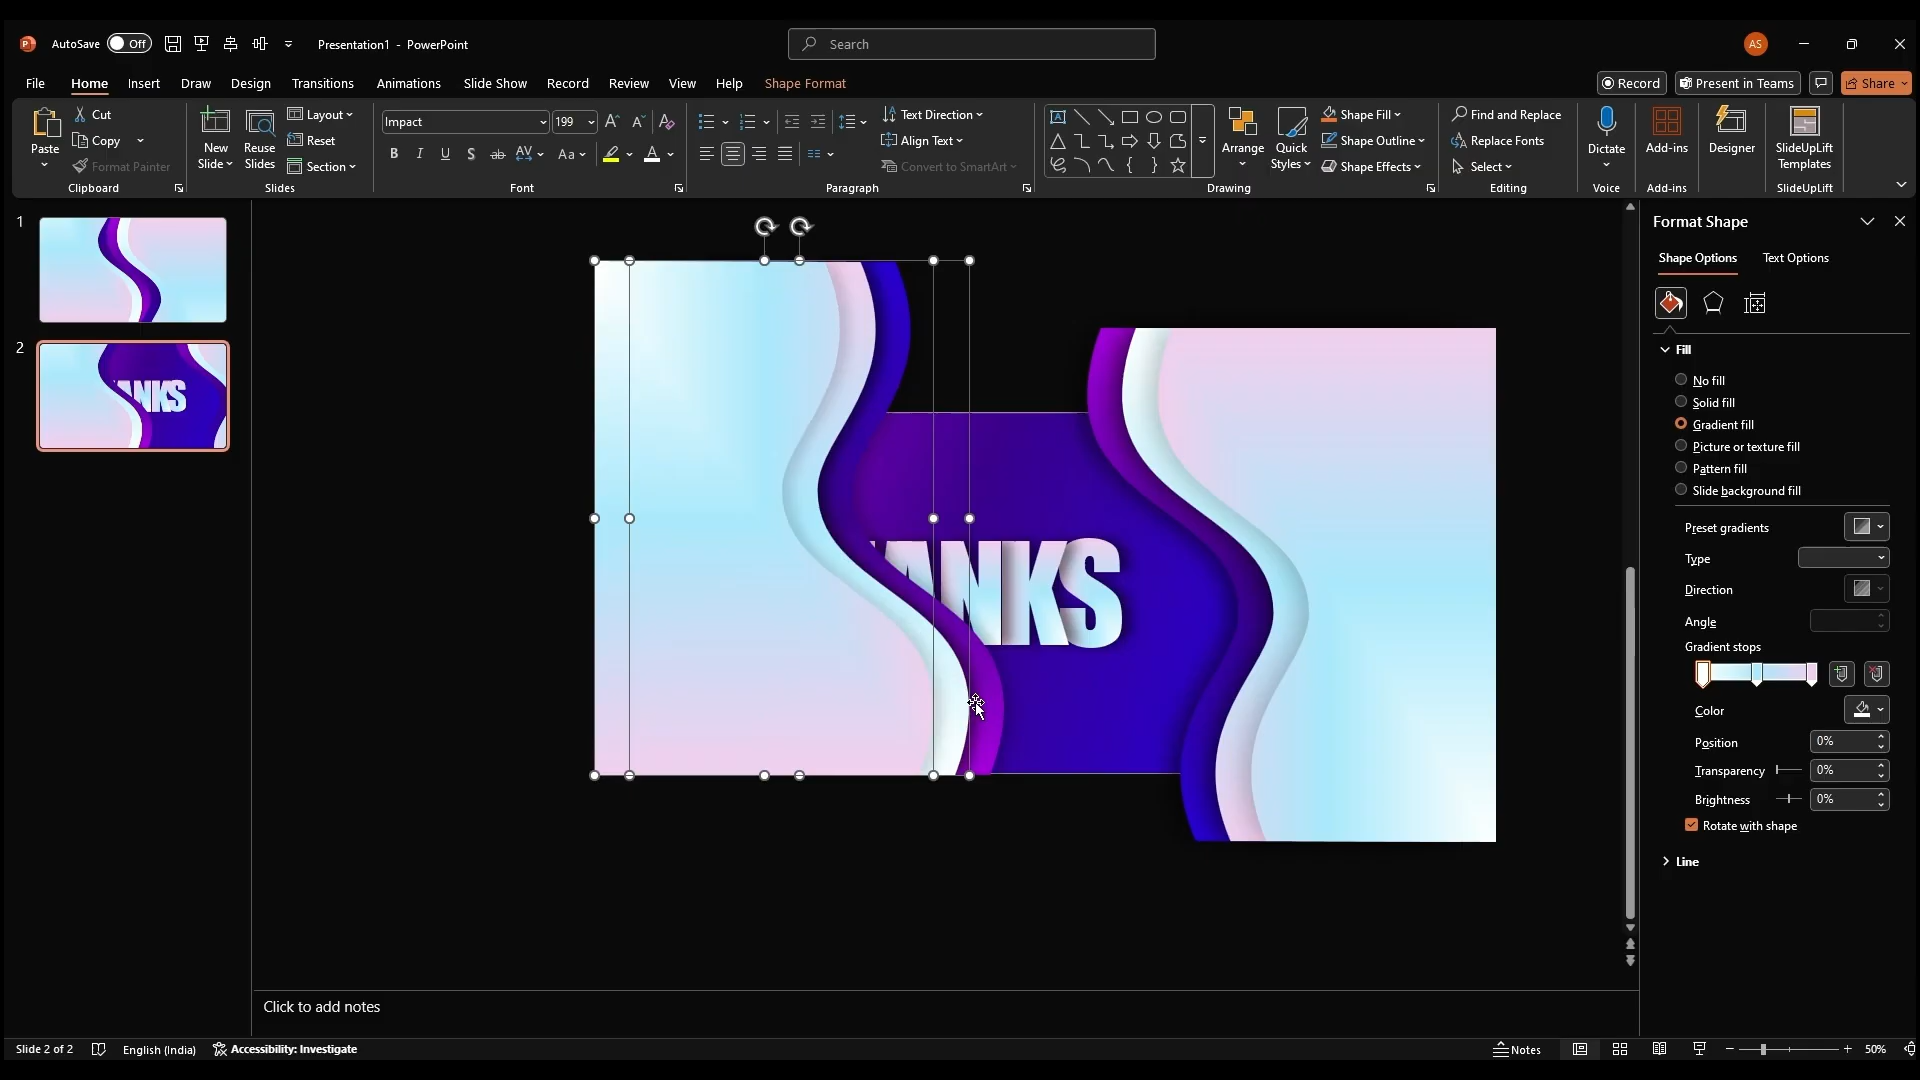 AutoSave Off Presentation1 - PowerPoint Search AS
File Home Insert Draw Design Transitions Animations Slide Show Record Review View Help Shape Format Record Present in Teams Share
Paste Cut Copy Format Painter Clipboard
New Slide Reuse Slides Layout Reset Section Slides
Impact 199 B I U S ab AV Aa A Font
Text Direction Align Text Convert to SmartArt Paragraph
Arrange Quick Styles Shape Fill Shape Outline Shape Effects Drawing
Find and Replace Replace Fonts Select Editing
Dictate Voice
Add-ins Add-ins
Designer
SlideUpLift Templates SlideUpLift
1
2
ANKS
ANKS
Format Shape
Shape Options Text Options
Fill
No fill
Solid fill
Gradient fill
Picture or texture fill
Pattern fill
Slide background fill
Preset gradients
Type
Direction
Angle
Gradient stops
Color
Position 0%
Transparency 0%
Brightness 0%
Rotate with shape
Line
Click to add notes
Slide 2 of 2 English (India) Accessibility: Investigate Notes 50%